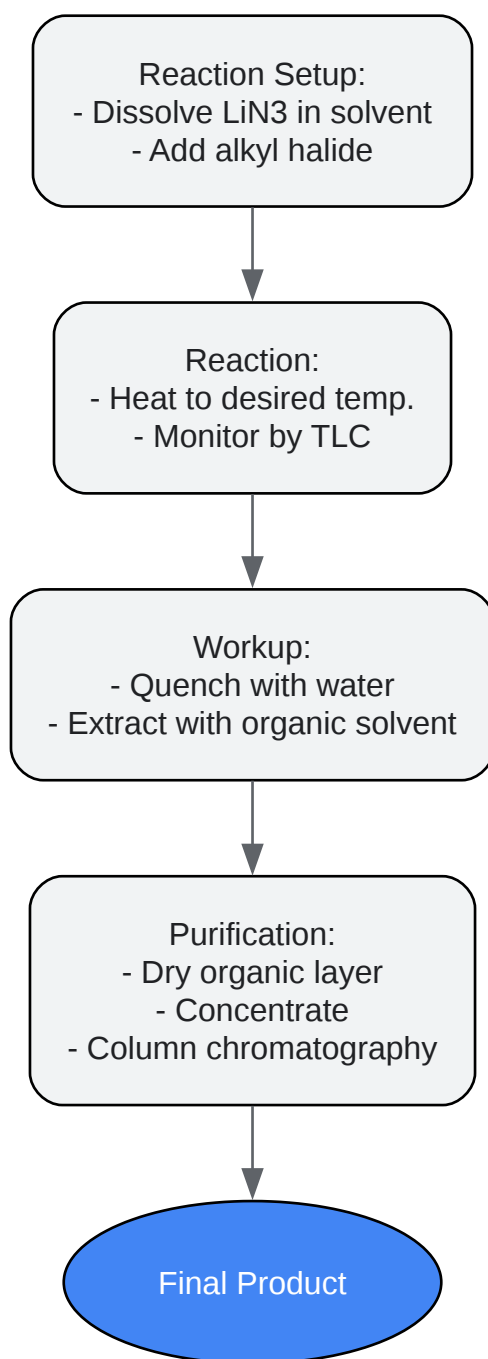 Reaction Setup:
- Dissolve LiN3 in solvent
- Add alkyl halide
Reaction:
- Heat to desired temp.
- Monitor by TLC
Workup:
- Quench with water
- Extract with organic solvent
Purification:
- Dry organic layer
- Concentrate
- Column chromatography
Final Product